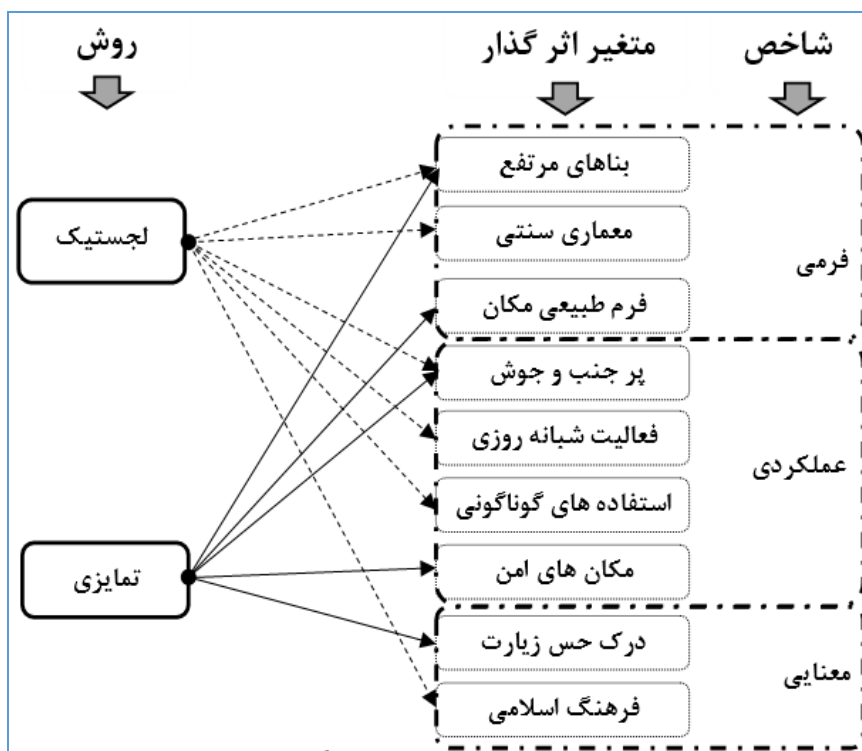 شاخص
متغیر اثر گذار
روش
بناهای مرتفع
معماری سنتی
فرم طبیعی مکان
فرمی
پر جنب و جوش
فعالیت شبانه روزی
استفاده های گوناگونی
مکان های امن
عملکردی
درک حس زیارت
فرهنگ اسلامی
معنایی
لجستیک
تمایزی